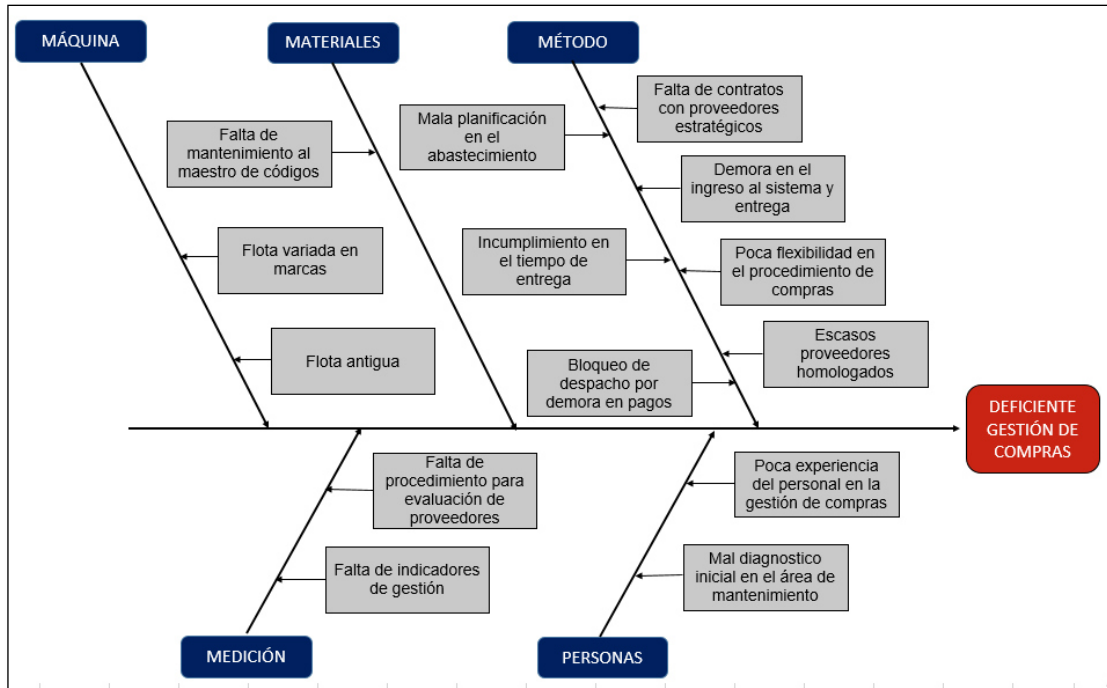 MÁQUINA
MATERIALES
MÉTODO
Falta de
mantenimiento al
maestro de códigos
Flota variada en
marcas
Flota antigua
Mala planificación
en el
abastecimiento
Falta de contratos
con proveedores
estratégicos
Demora en el
ingreso al sistema y
entrega
Incumplimiento en
el tiempo de
entrega
Poca flexibilidad en
el procedimiento de
compras
Escasos
proveedores
homologados
Bloqueo de
despacho por
demora en pagos
DEFICIENTE
GESTIÓN DE
COMPRAS
Falta de
procedimiento para
evaluación de
proveedores
Falta de indicadores
de gestión
Poca experiencia
del personal en la
gestión de compras
Mal diagnostico
inicial en el área de
mantenimiento
MEDICIÓN
PERSONAS